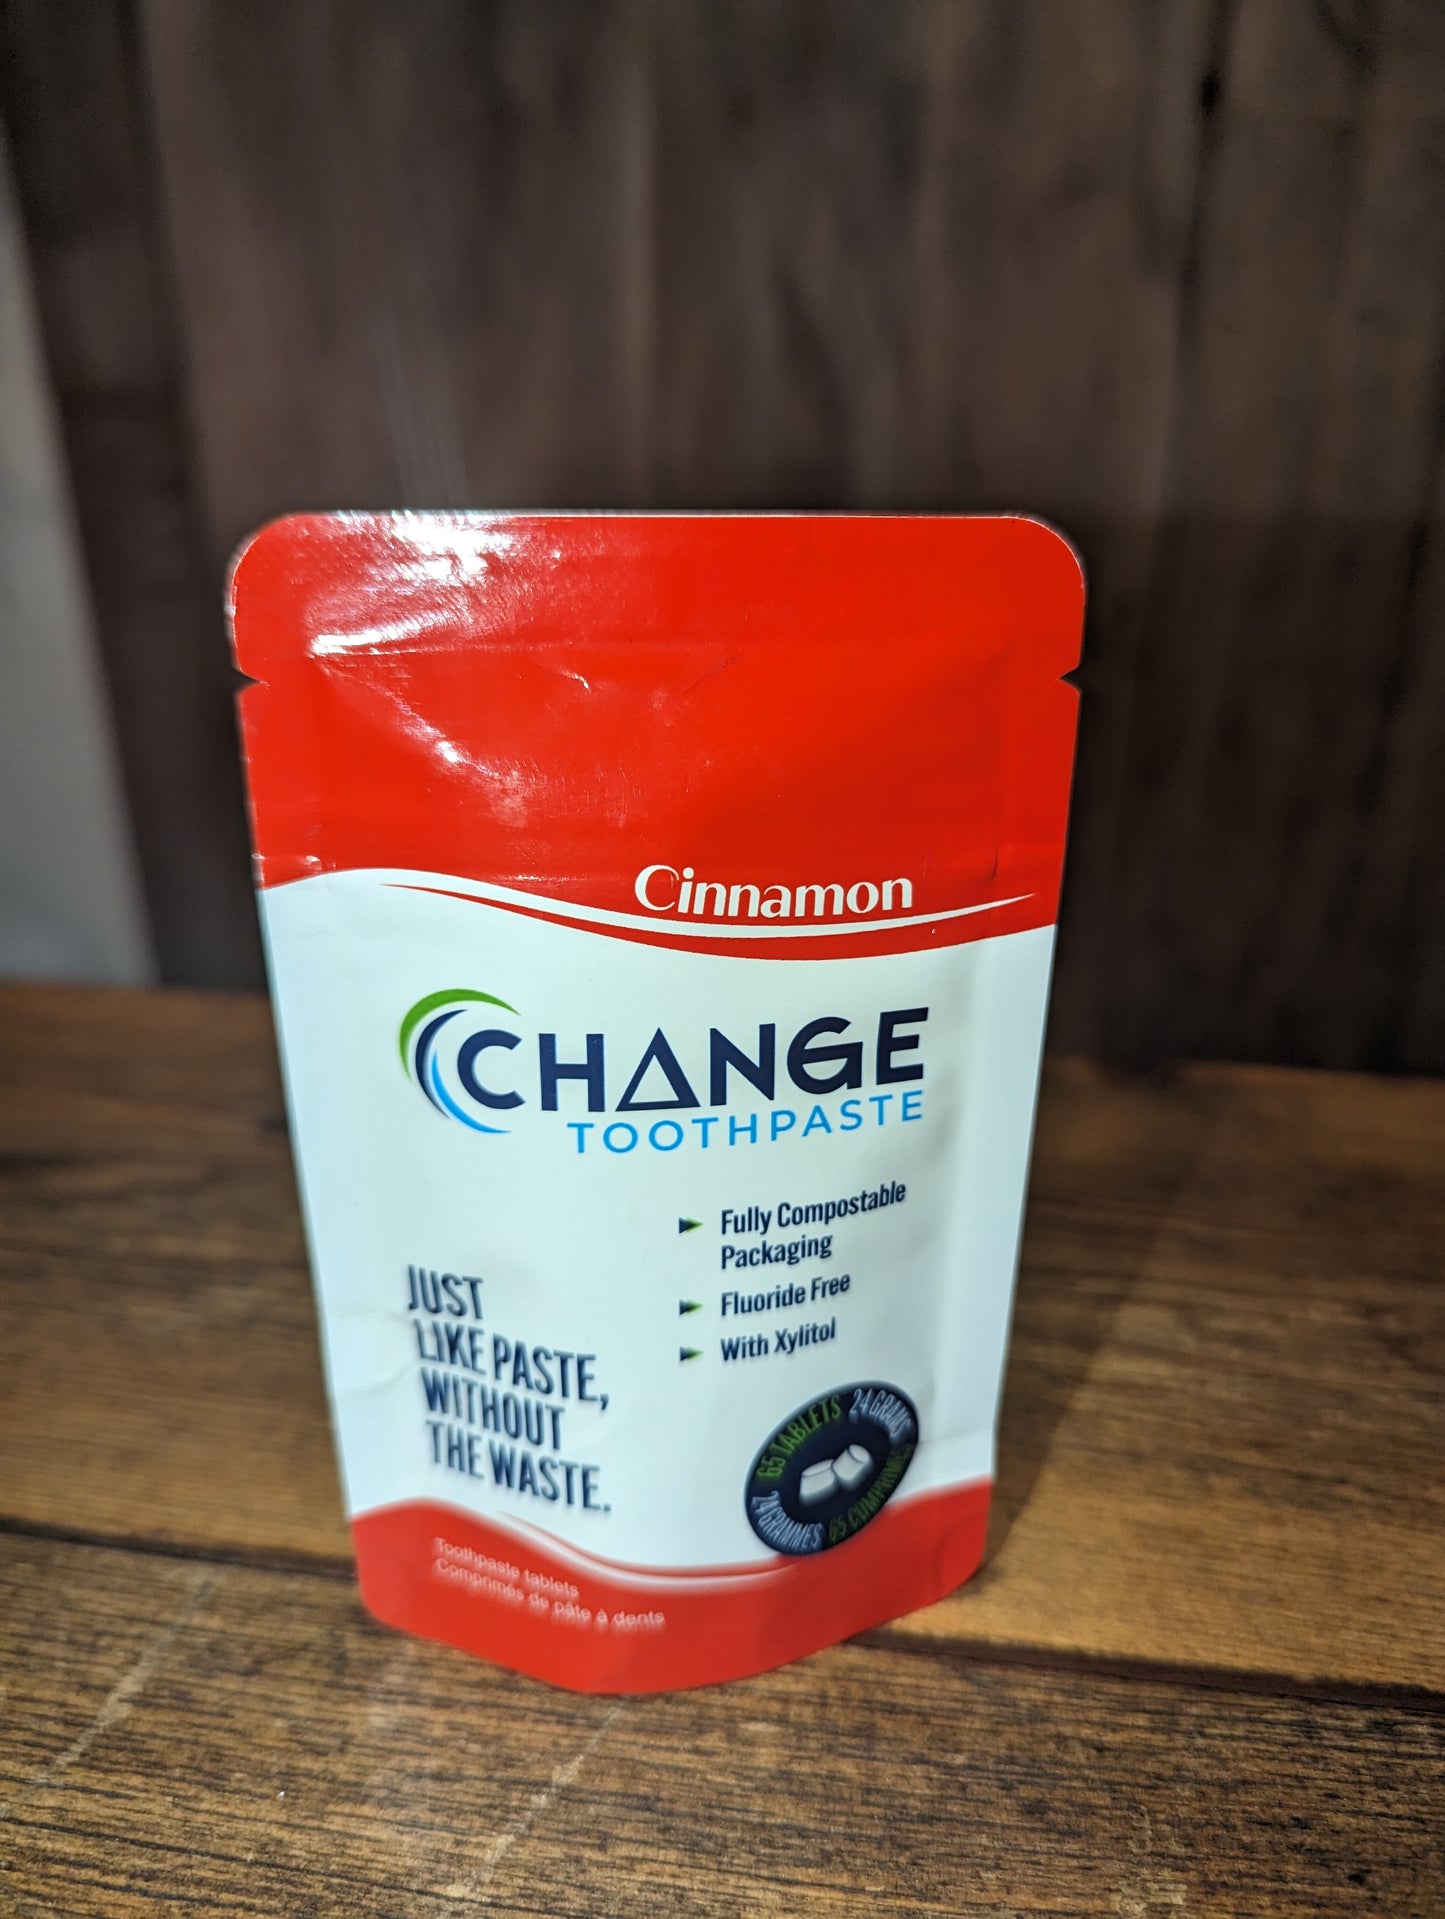 Cinnamon
CHANGE
TOOTHPASTE
Fully Compostable
Packaging
Fluoride Free
With Xylitol
JUST
LIKE PASTE,
WITHOUT
THE WASTE.
65 TABLETS 24 GRAMS
24 GRAMMES 65 COMPRIMÉS
Toothpaste tablets
Comprimés de pâte à dents